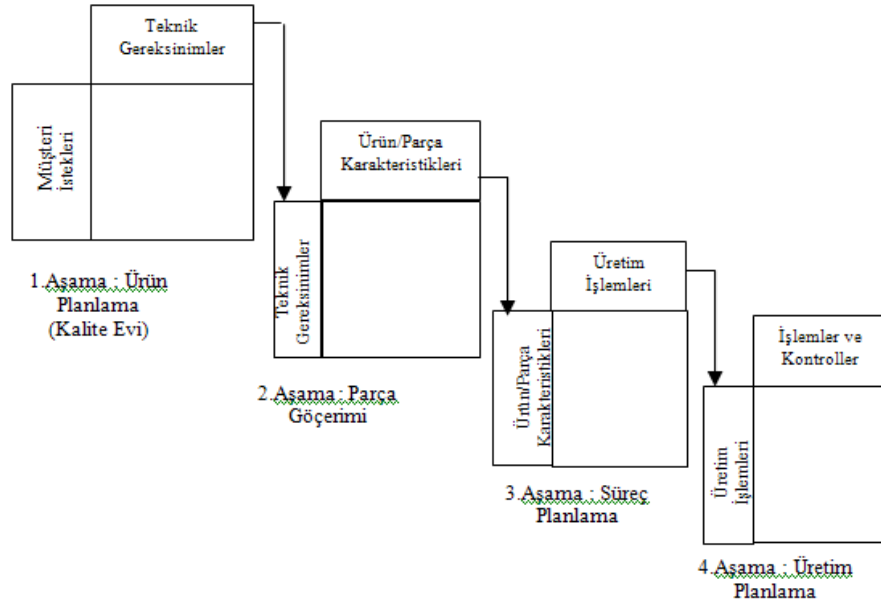 Teknik
Gereksinimler
Müşteri
İstekleri
1.Aşama : Ürün
Planlama
(Kalite Evi)
Ürün/Parça
Karakteristikleri
Teknik
Gereksinimler
2.Aşama : Parça
Göçerimi
Üretim
İşlemleri
Ürün/Parça
Karakteristikleri
3.Aşama : Süreç
Planlama
İşlemler ve
Kontroller
Üretim
İşlemleri
4.Aşama : Üretim
Planlama